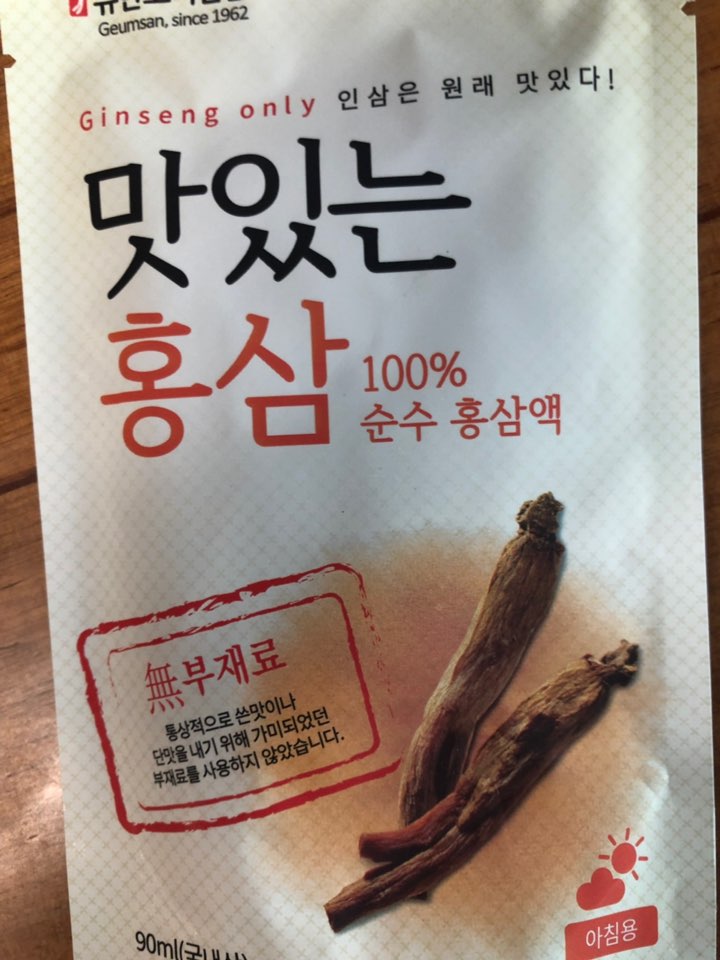 Geumsan, since 1962
Ginseng only 인삼은 원래 맛있다!
맛있는
홍삼
100%
순수 홍삼액
無부재료
통상적으로 쓴맛이나
단맛을 내기 위해 가미되었던
부재료를 사용하지 않았습니다.
아침용
90ml(국내산)